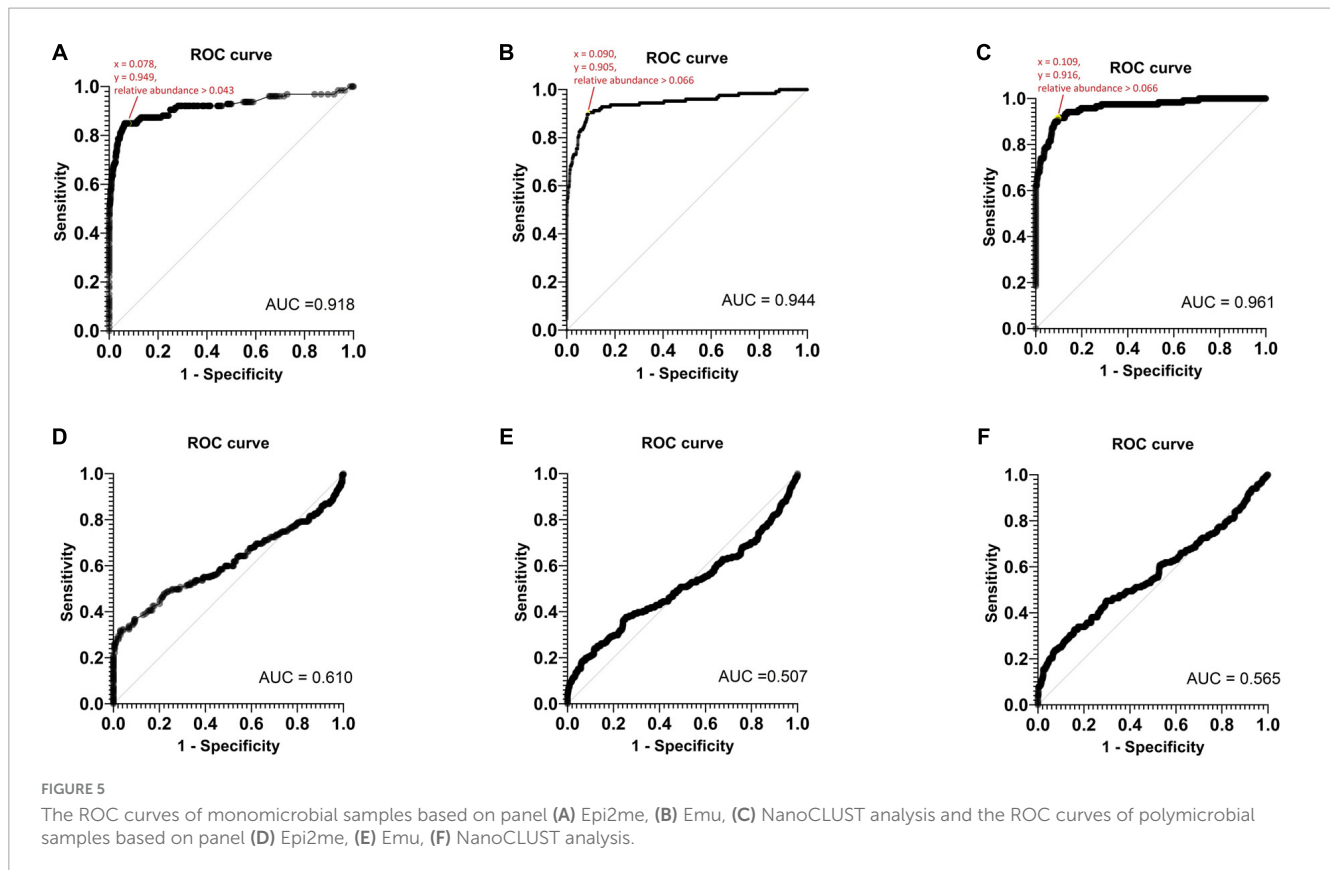 A
ROC curve
x = 0.078,
y = 0.949,
relative abundance > 0.043
1.0
0.8
0.6
0.4
0.2
0.0
Sensitivity
AUC =0.918
0.0 0.2 0.4 0.6 0.8 1.0
1 - Specificity
B
ROC curve
x = 0.090,
y = 0.905,
relative abundance > 0.066
1.0
0.8
0.6
0.4
0.2
0.0
Sensitivity
AUC = 0.944
0.0 0.2 0.4 0.6 0.8 1.0
1 - Specificity
C
ROC curve
x = 0.109,
y = 0.916,
relative abundance > 0.066
1.0
0.8
0.6
0.4
0.2
0.0
Sensitivity
AUC = 0.961
0.0 0.2 0.4 0.6 0.8 1.0
1 - Specificity
D
ROC curve
1.0
0.8
0.6
0.4
0.2
0.0
Sensitivity
AUC = 0.610
0.0 0.2 0.4 0.6 0.8 1.0
1 - Specificity
E
ROC curve
1.0
0.8
0.6
0.4
0.2
0.0
Sensitivity
AUC =0.507
0.0 0.2 0.4 0.6 0.8 1.0
1 - Specificity
F
ROC curve
1.0
0.8
0.6
0.4
0.2
0.0
Sensitivity
AUC = 0.565
0.0 0.2 0.4 0.6 0.8 1.0
1 - Specificity
FIGURE 5
The ROC curves of monomicrobial samples based on panel (A) Epi2me, (B) Emu, (C) NanoCLUST analysis and the ROC curves of polymicrobial
samples based on panel (D) Epi2me, (E) Emu, (F) NanoCLUST analysis.